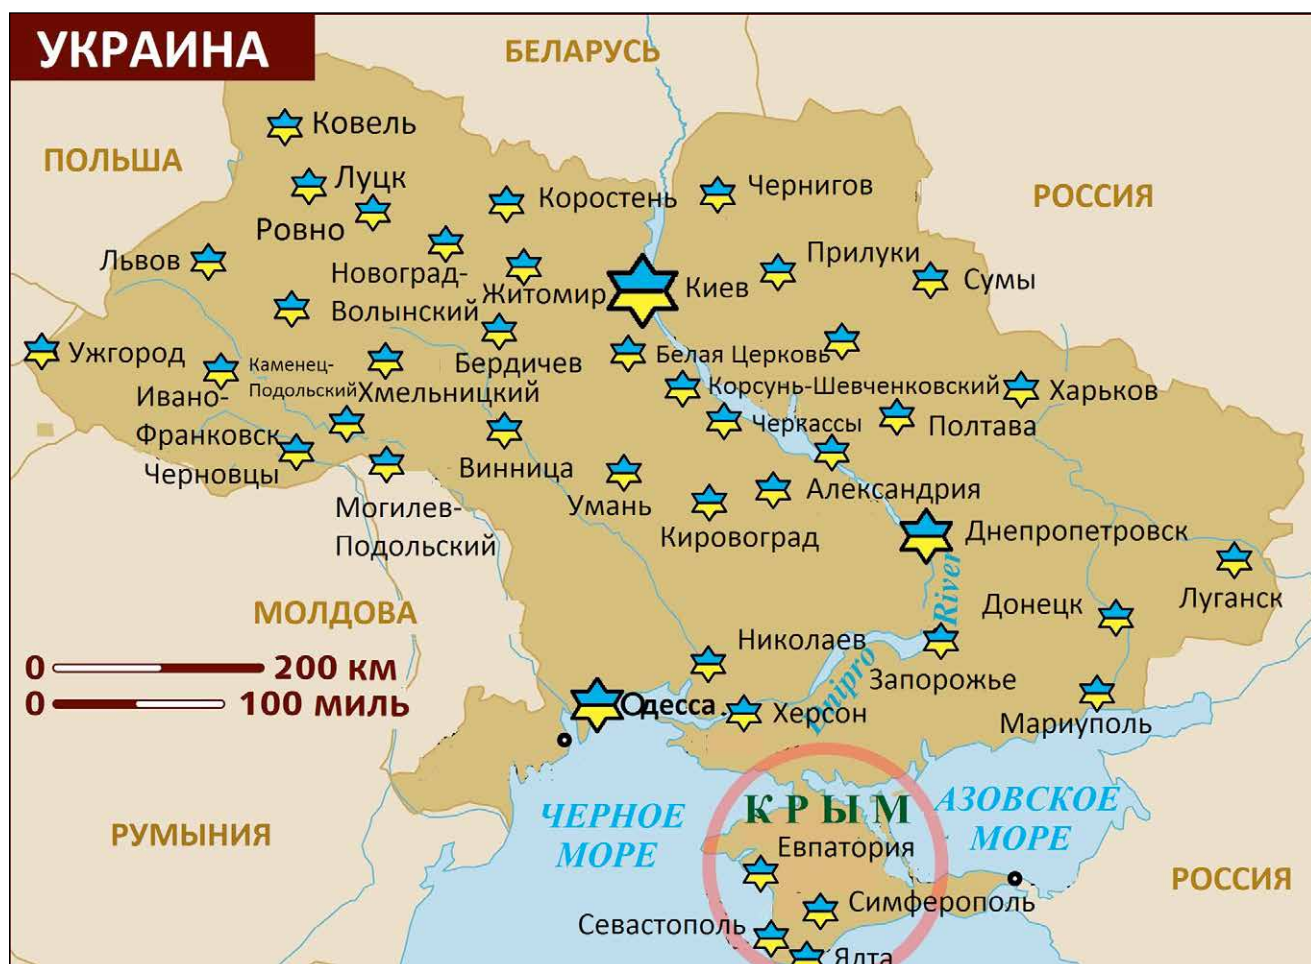 УКРАИНА
БЕЛАРУСЬ
ПОЛЬША
РОССИЯ
Ковель
Луцк
Ровно
Коростень
Чернигов
Львов
Новоград-
Волынский
Житомир
Киев
Прилуки
Сумы
Ужгород
Бердичев
Белая Церковь
Каменец-
Подольский
Хмельницкий
Корсунь-Шевченковский
Харьков
Ивано-
Франковск
Черкассы
Полтава
Черновцы
Винница
Могилев-
Подольский
Умань
Кировоград
Александрия
Днепропетровск
Луганск
МОЛДОВА
Донецк
River
Dnipro
0 200 км
0 100 миль
Николаев
Запорожье
Одесса
Херсон
Мариуполь
ЧЕРНОЕ
МОРЕ
КРЫМ
АЗОВСКОЕ
МОРЕ
РУМЫНИЯ
Евпатория
РОССИЯ
Симферополь
Севастополь
Ялта